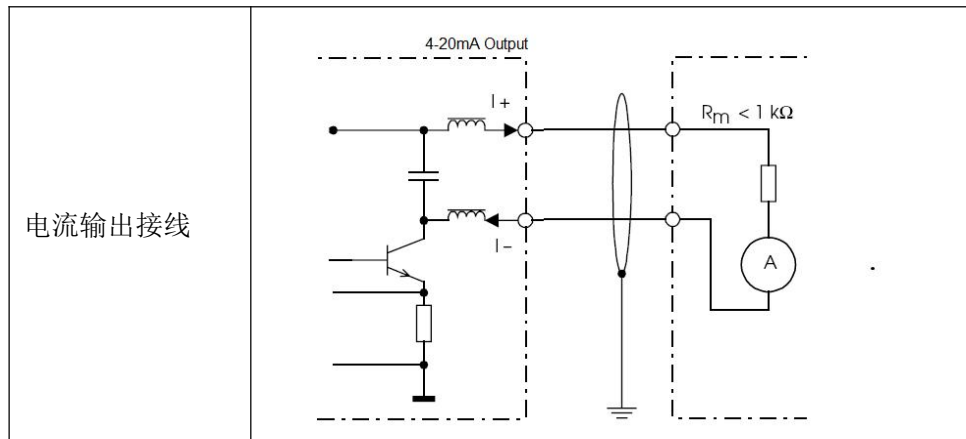 电流输出接线
4-20mA Output
I+
Rm < 1 kΩ
I-
A